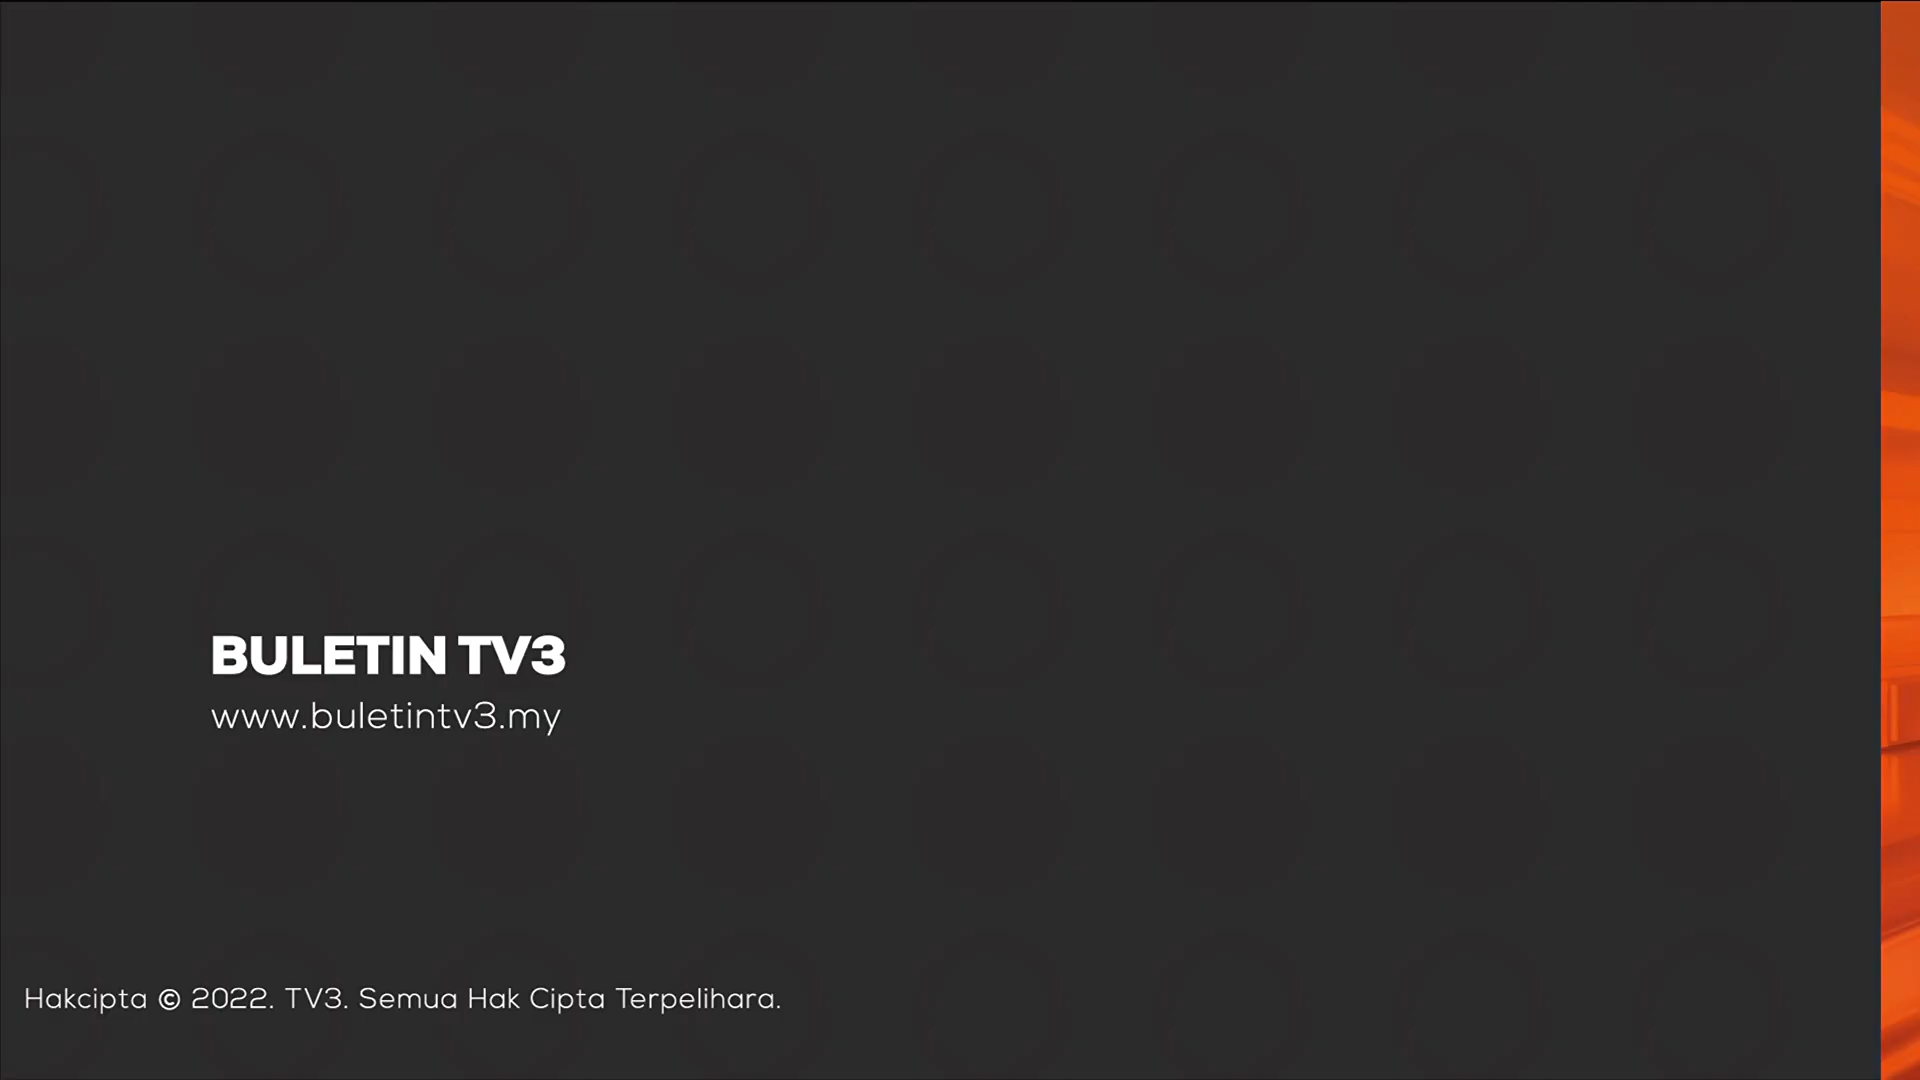 BULETIN TV3
www.buletintv3.my
Hakcipta © 2022. TV3. Semua Hak Cipta Terpelihara.